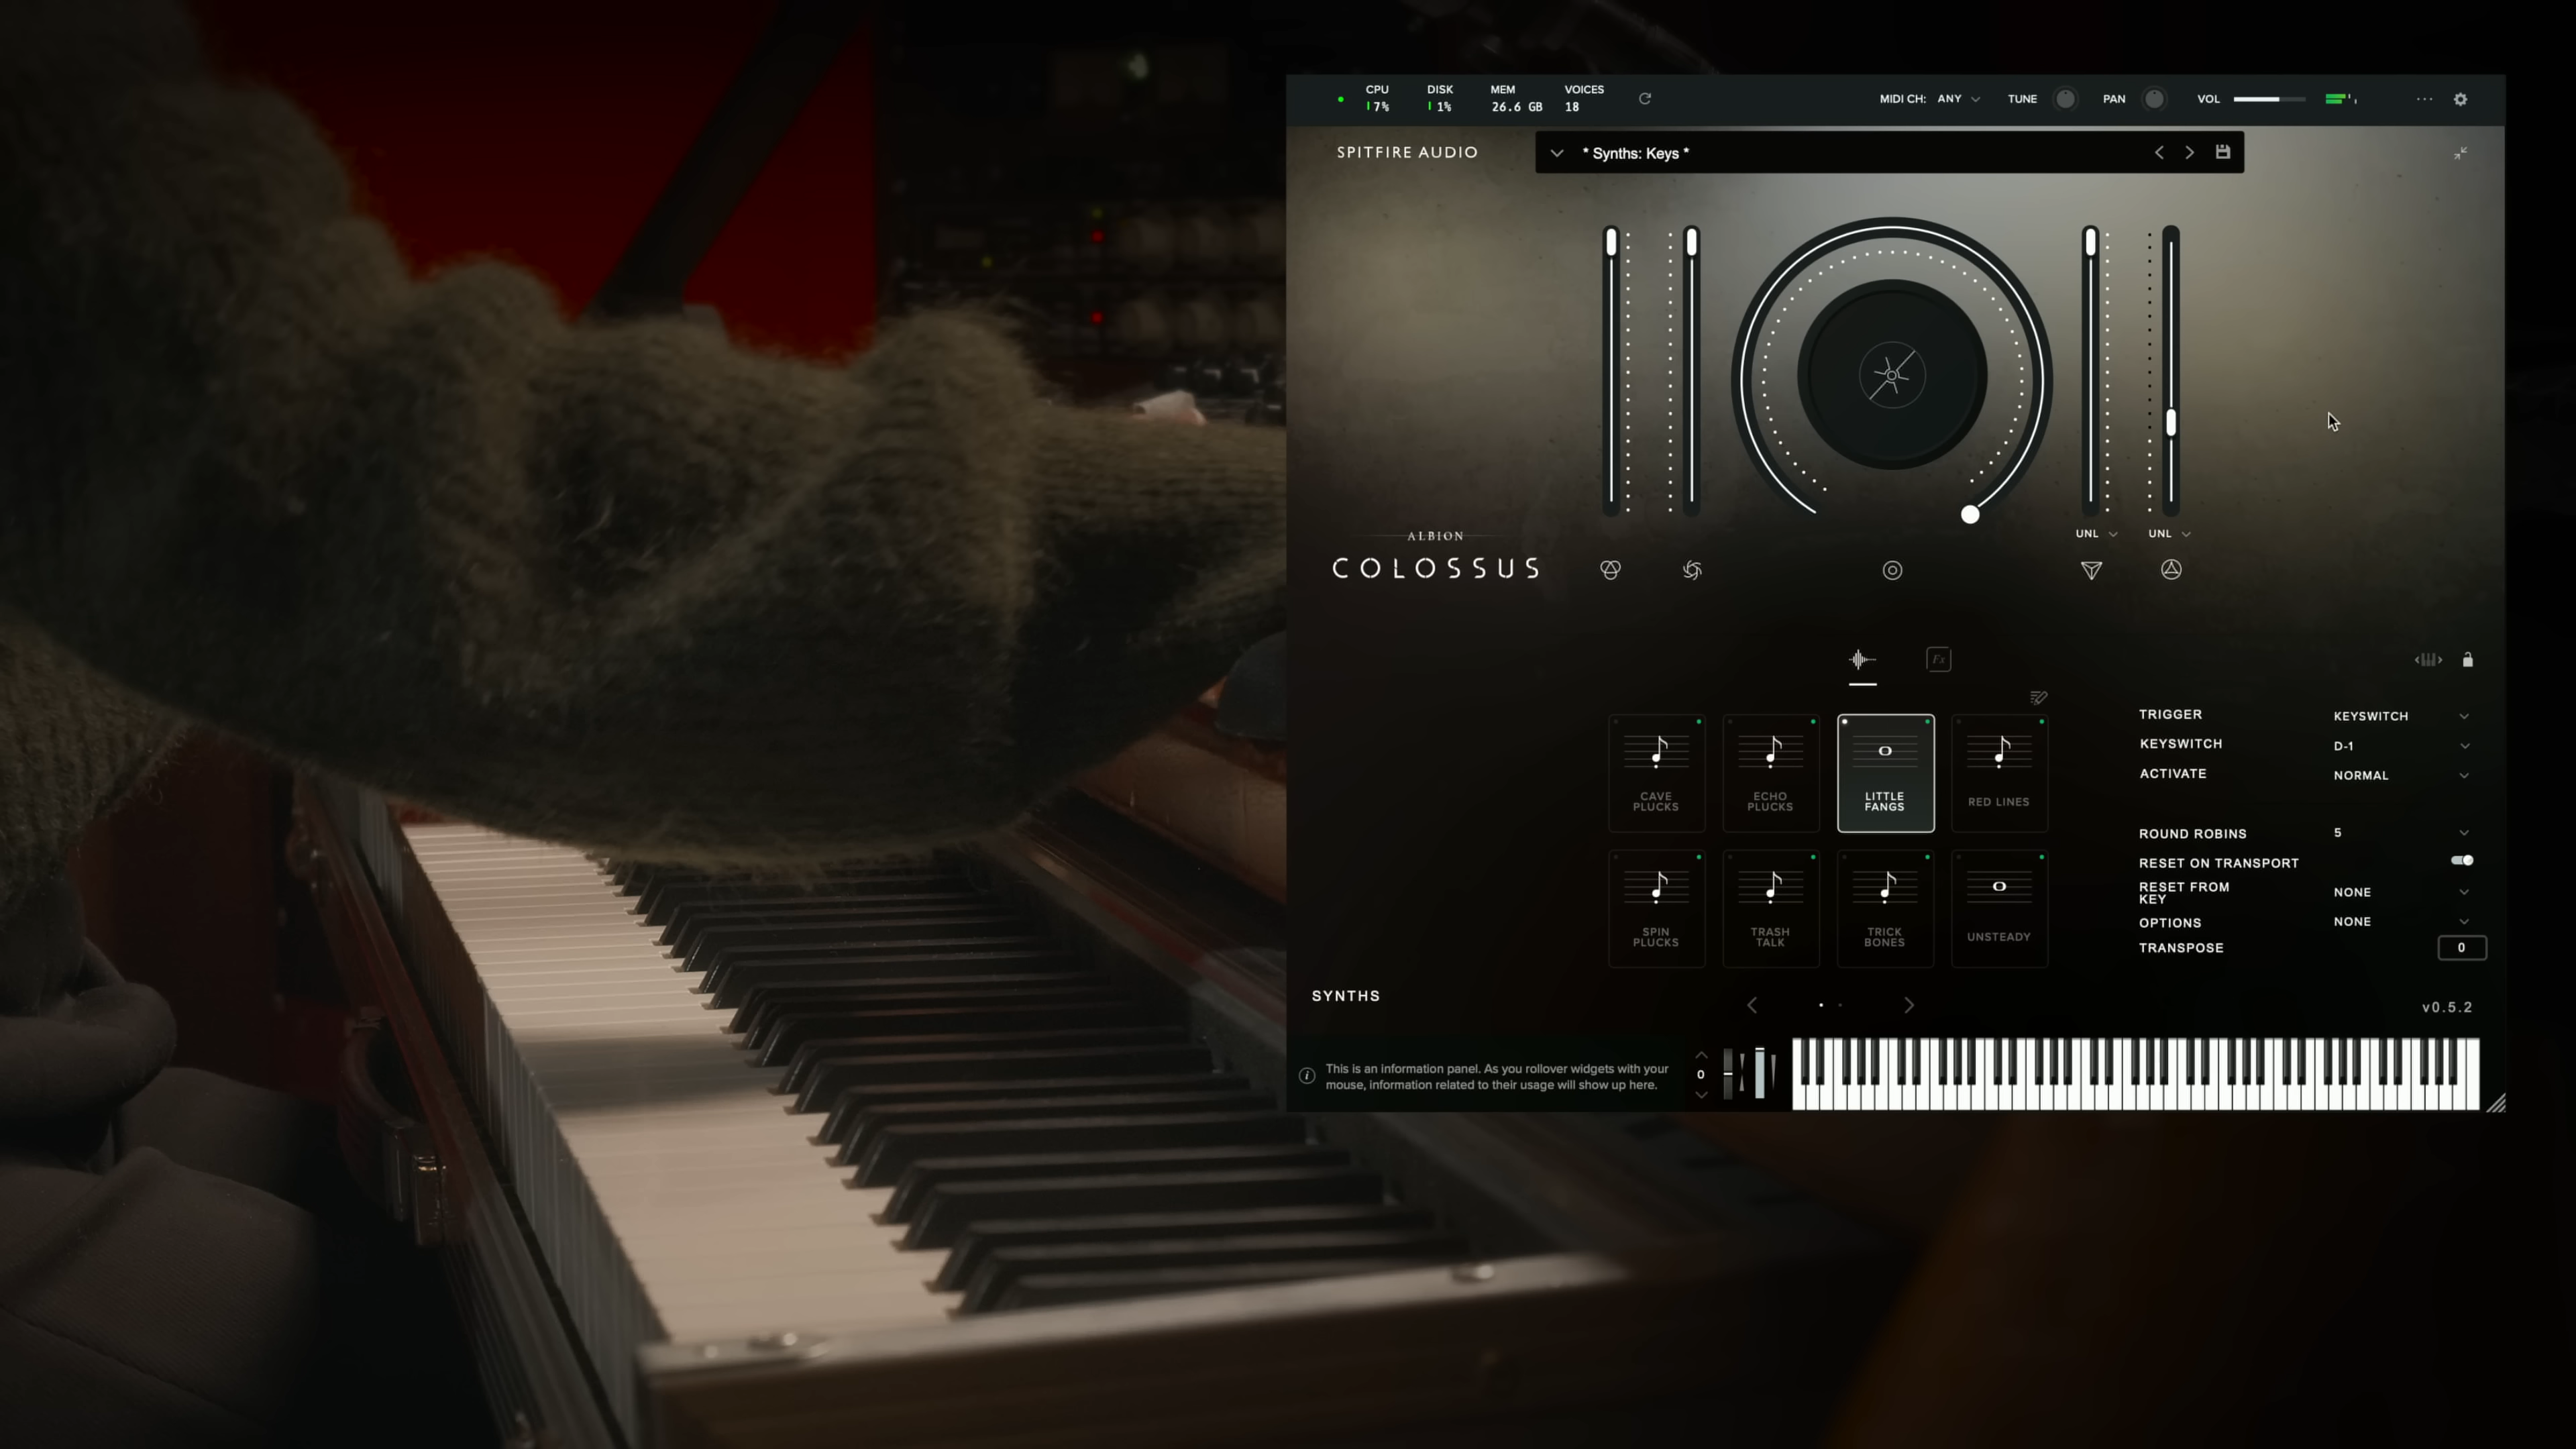 CPU
7%
DISK
1%
MEM
26.6 GB
VOICES
18
MIDI CH: ANY
TUNE
PAN
VOL
SPITFIRE AUDIO
* Synths: Keys *
UNL
UNL
ALBION
COLOSSUS
Fx
CAVE
PLUCKS
ECHO
PLUCKS
LITTLE
FANGS
RED LINES
SPIN
PLUCKS
TRASH
TALK
TRICK
BONES
UNSTEADY
TRIGGER KEYSWITCH
KEYSWITCH D-1
ACTIVATE NORMAL
ROUND ROBINS 5
RESET ON TRANSPORT
RESET FROM
KEY
NONE
OPTIONS NONE
TRANSPOSE 0
SYNTHS
v0.5.2
This is an information panel. As you rollover widgets with your
mouse, information related to their usage will show up here.
0